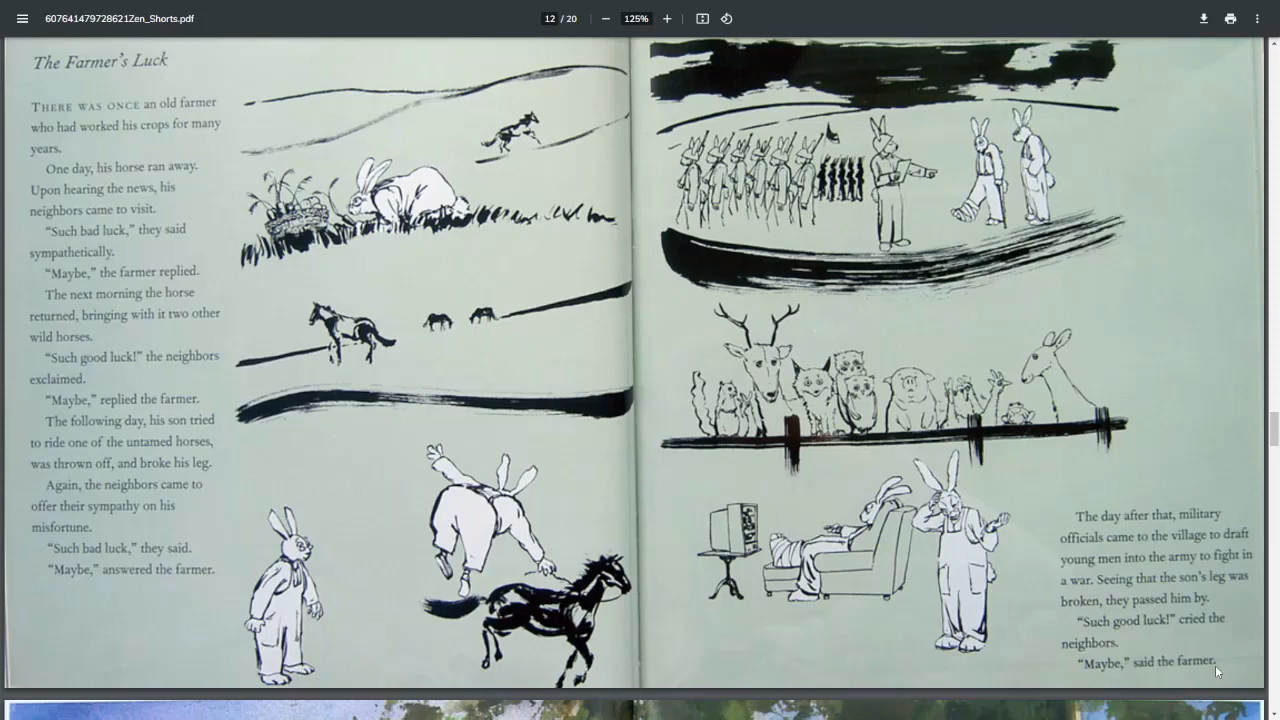 607641479728621Zen_Shorts.pdf
12 / 20
125%
The Farmer's Luck
THERE WAS ONCE an old farmer
who had worked his crops for many
years.
One day, his horse ran away.
Upon hearing the news, his
neighbors came to visit.
“Such bad luck,” they said
sympathetically.
“Maybe,” the farmer replied.
The next morning the horse
returned, bringing with it two other
wild horses.
“Such good luck!” the neighbors
exclaimed.
“Maybe,” replied the farmer.
The following day, his son tried
to ride one of the untamed horses,
was thrown off, and broke his leg.
Again, the neighbors came to
offer their sympathy on his
misfortune.
“Such bad luck,” they said.
“Maybe,” answered the farmer.
The day after that, military
officials came to the village to draft
young men into the army to fight in
a war. Seeing that the son's leg was
broken, they passed him by.
“Such good luck!” cried the
neighbors.
“Maybe,” said the farmer.